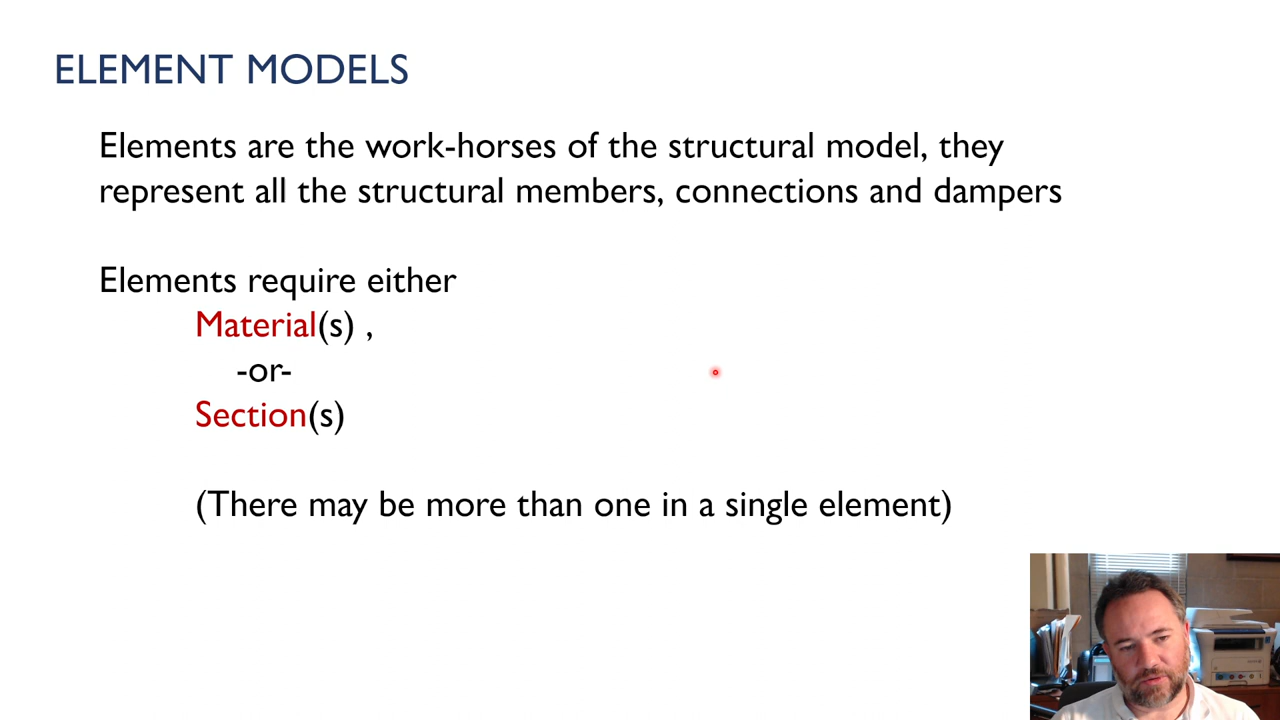 ELEMENT MODELS
Elements are the work-horses of the structural model, they
represent all the structural members, connections and dampers
Elements require either
Material(s) ,
-or-
Section(s)
(There may be more than one in a single element)